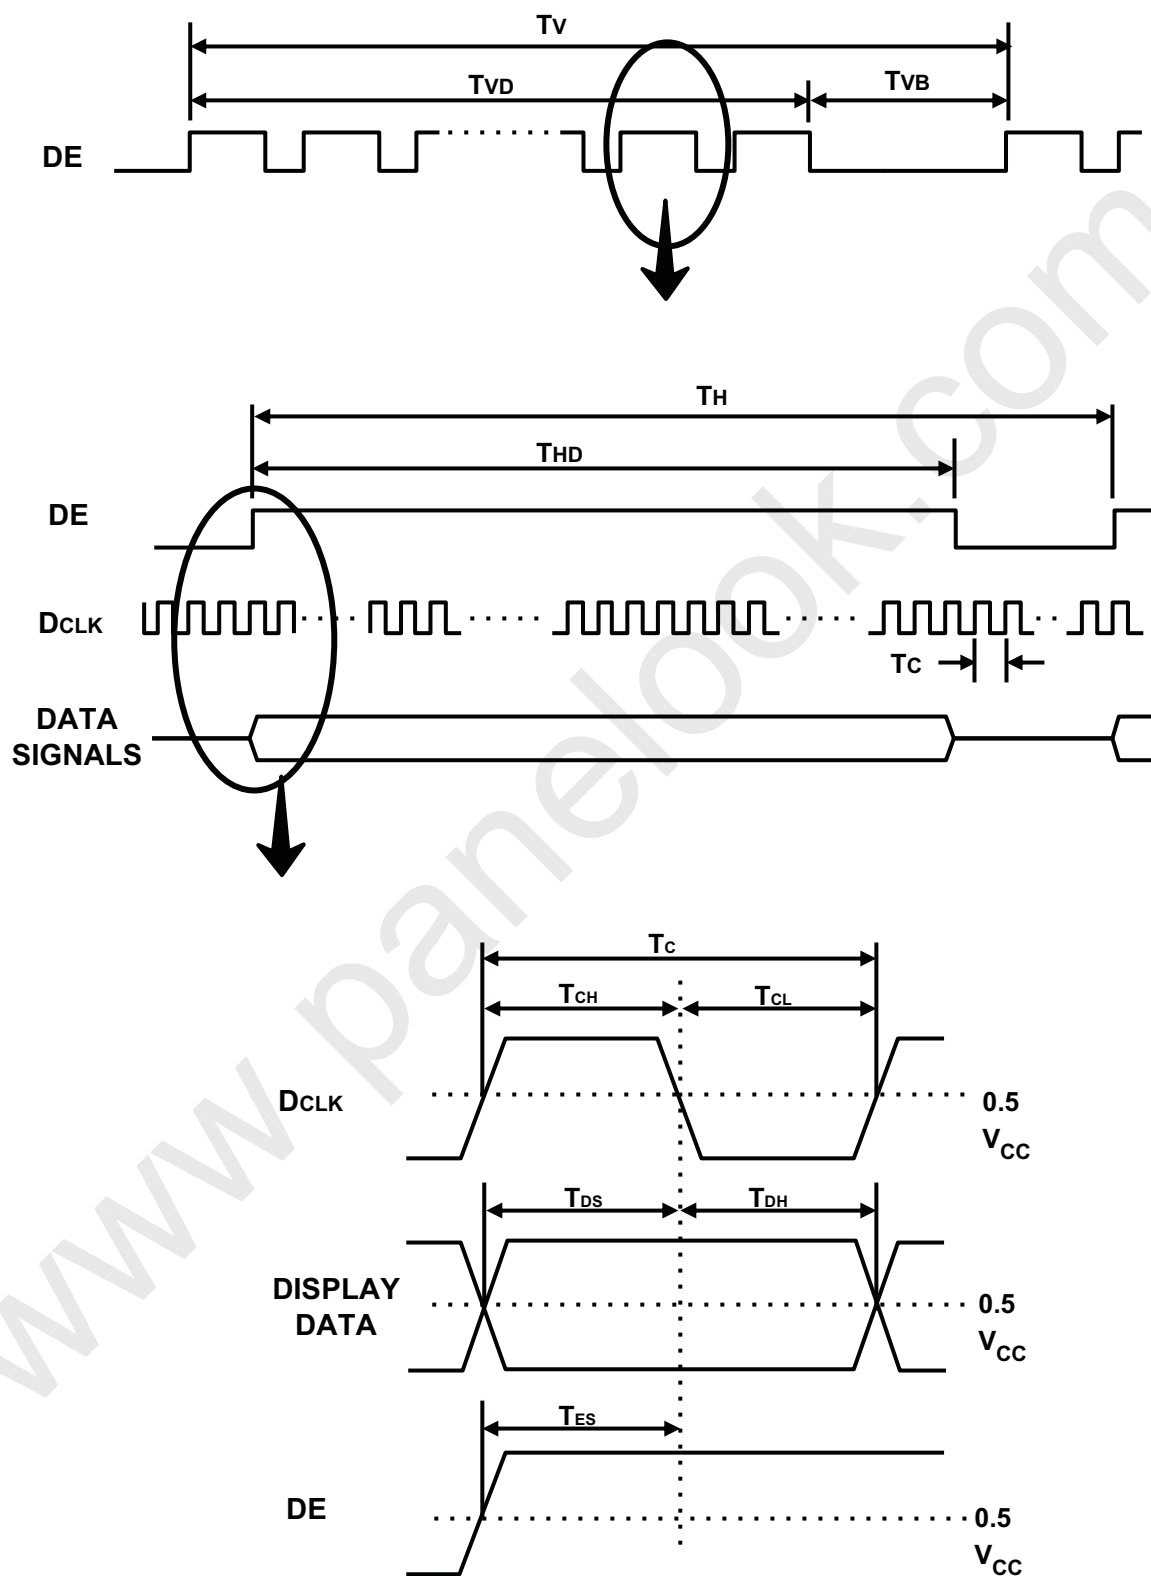 TV
TVD
TVB
DE
TH
THD
DE
DCLK
TC
DATA
SIGNALS
TC
TCH
TCL
DCLK
0.5
VCC
TDS
TDH
DISPLAY
DATA
0.5
VCC
TES
DE
0.5
VCC
www.panelook.com